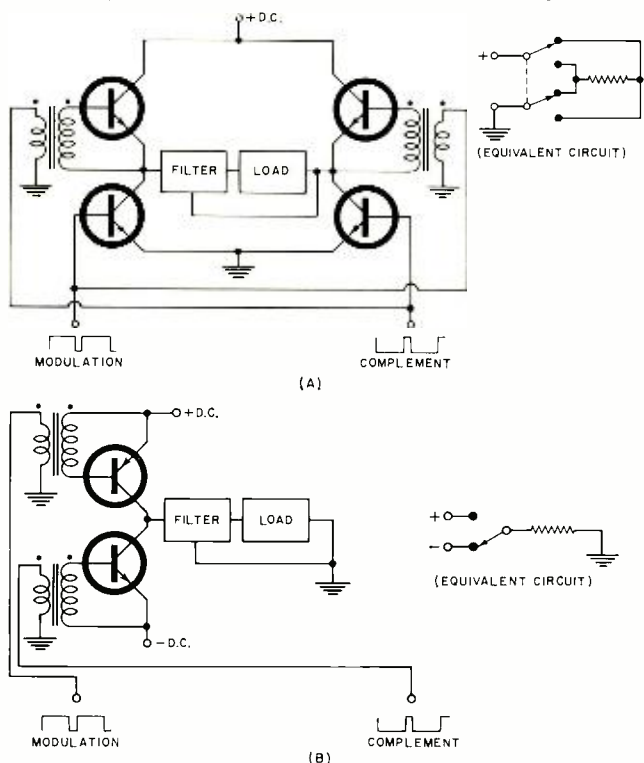 + D.C.
+
(EQUIVALENT CIRCUIT)
FILTER
LOAD
MODULATION
COMPLEMENT
(A)
+ D.C.
FILTER
LOAD
+
-
(EQUIVALENT CIRCUIT)
- D.C.
MODULATION
COMPLEMENT
(B)